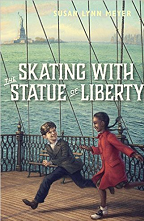 SUSAN LYNN MEYER
SKATING WITH
THE STATUE OF LIBERTY